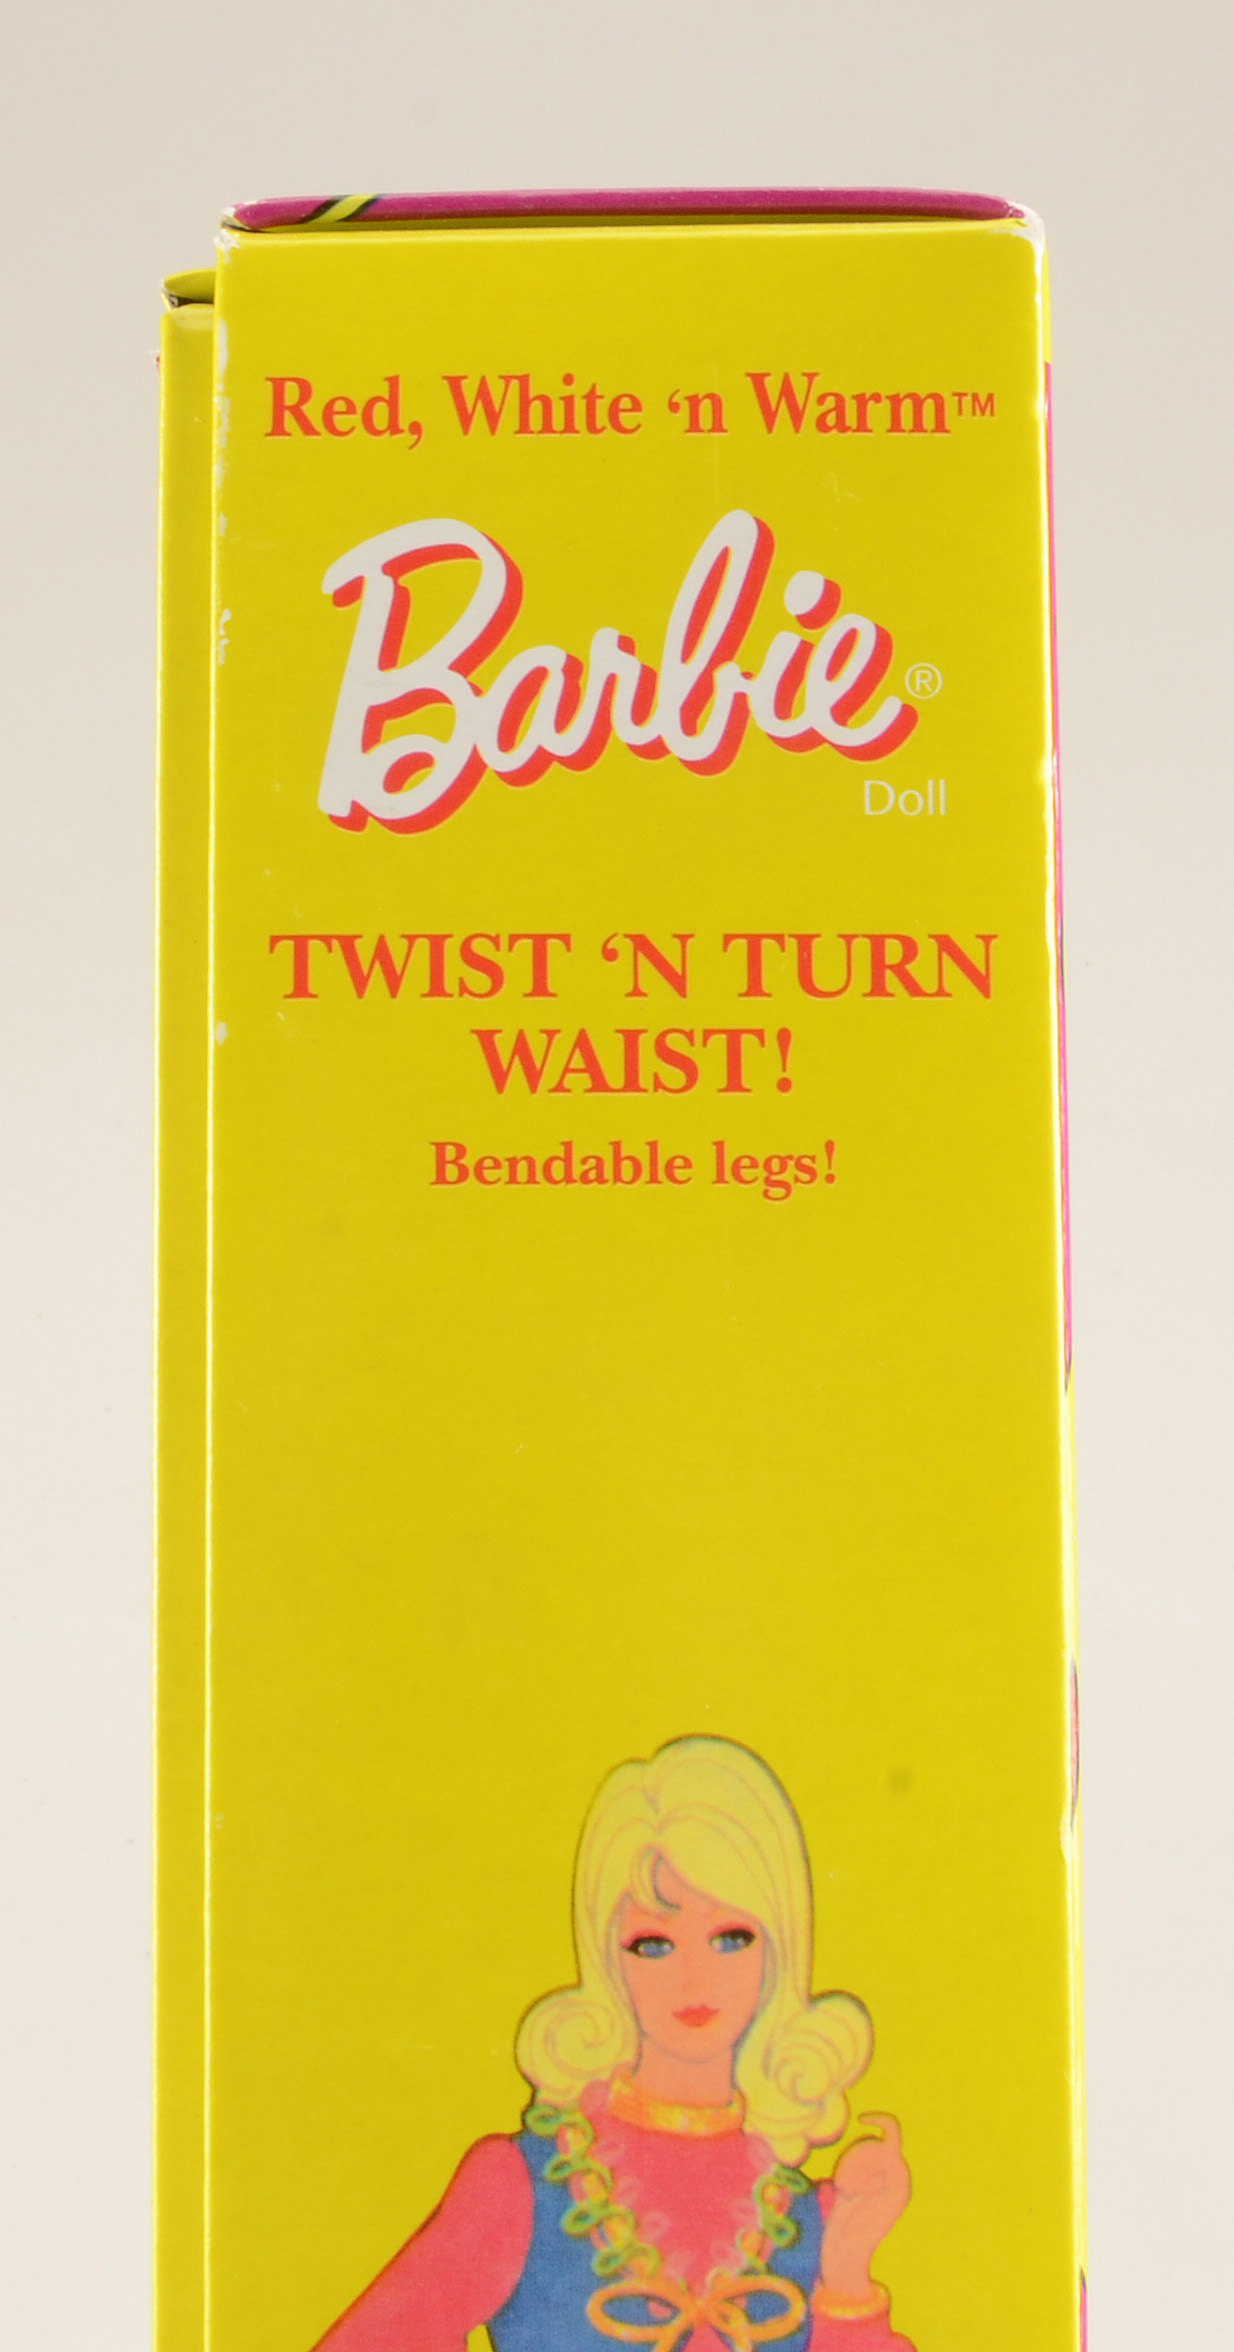 Red, White ‘n Warm™
Barbie®
Doll
TWIST ‘N TURN
WAIST!
Bendable legs!